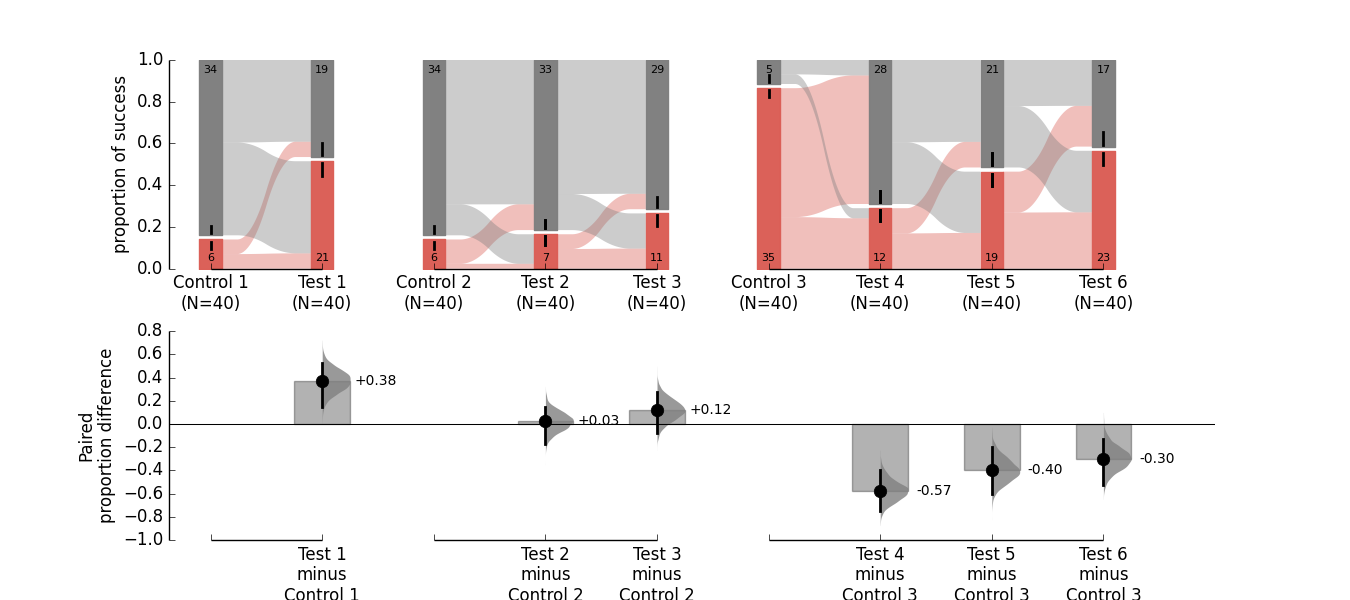 1.0
0.8
0.6
0.4
0.2
0.0
proportion of success
34
19
34
33
29
5
28
21
17
6
21
6
7
11
35
12
19
23
Control 1
(N=40)
Test 1
(N=40)
Control 2
(N=40)
Test 2
(N=40)
Test 3
(N=40)
Control 3
(N=40)
Test 4
(N=40)
Test 5
(N=40)
Test 6
(N=40)
0.8
0.6
0.4
0.2
0.0
−0.2
−0.4
−0.6
−0.8
−1.0
Paired
proportion difference
+0.38
+0.03
+0.12
-0.57
-0.40
-0.30
Test 1
minus
Control 1
Test 2
minus
Control 2
Test 3
minus
Control 2
Test 4
minus
Control 3
Test 5
minus
Control 3
Test 6
minus
Control 3